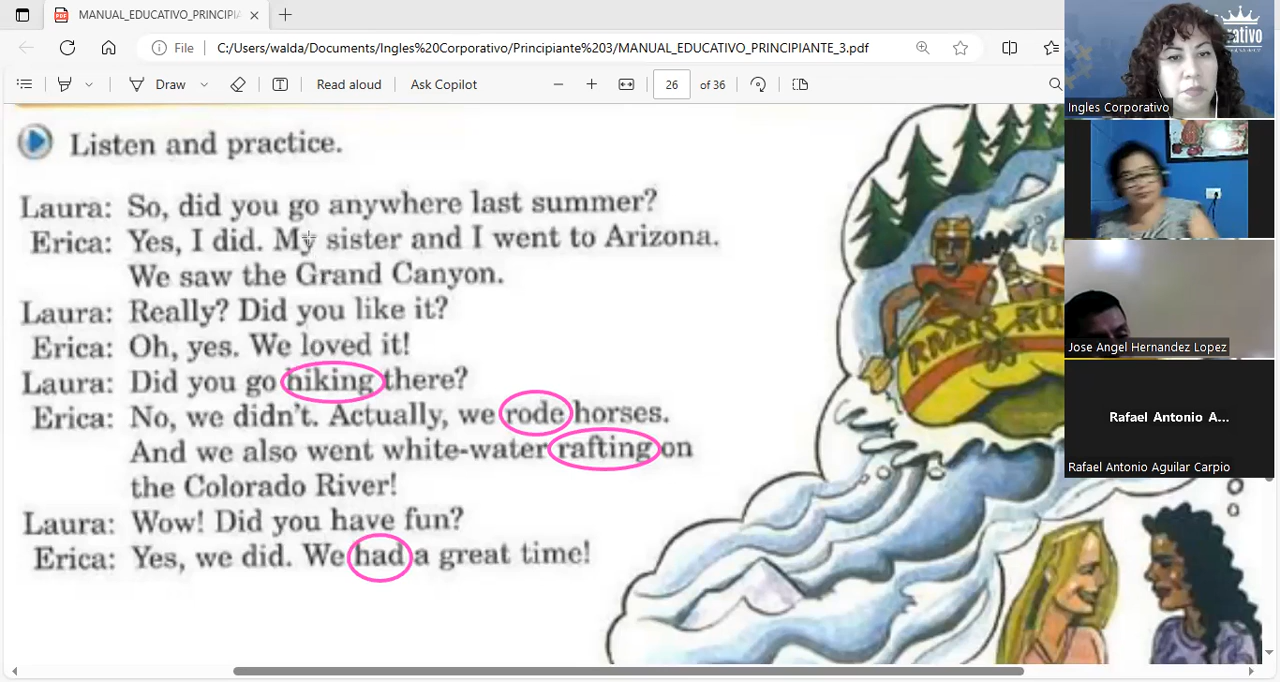 MANUAL_EDUCATIVO_PRINCIPIA
File
C:/Users/walda/Documents/Ingles%20Corporativo/Principante%203/MANUAL_EDUCATIVO_PRINCIPIANTE_3.pdf
Draw
Read aloud
Ask Copilot
26 of 36
Listen and practice.
Laura: So, did you go anywhere last summer?
Erica: Yes, I did. My sister and I went to Arizona.
We saw the Grand Canyon.
Laura: Really? Did you like it?
Erica: Oh, yes. We loved it!
Laura: Did you go hiking there?
Erica: No, we didn't. Actually, we rode horses.
And we also went white-water rafting on
the Colorado River!
Laura: Wow! Did you have fun?
Erica: Yes, we did. We had a great time!
RIVER RU
Ingles Corporativo
Jose Angel Hernandez Lopez
Rafael Antonio A...
Rafael Antonio Aguilar Carpio